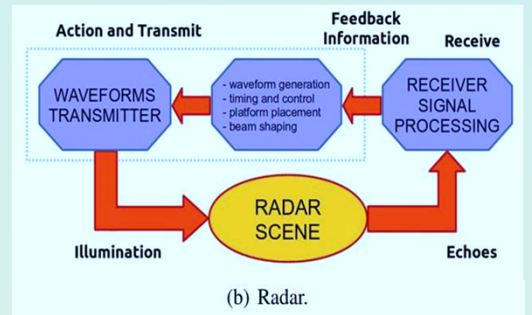 Action and Transmit
Feedback
Information
Receive
WAVEFORMS
TRANSMITTER
- waveform generation
- timing and control
- platform placement
- beam shaping
RECEIVER
SIGNAL
PROCESSING
RADAR
SCENE
Illumination
Echoes
(b) Radar.